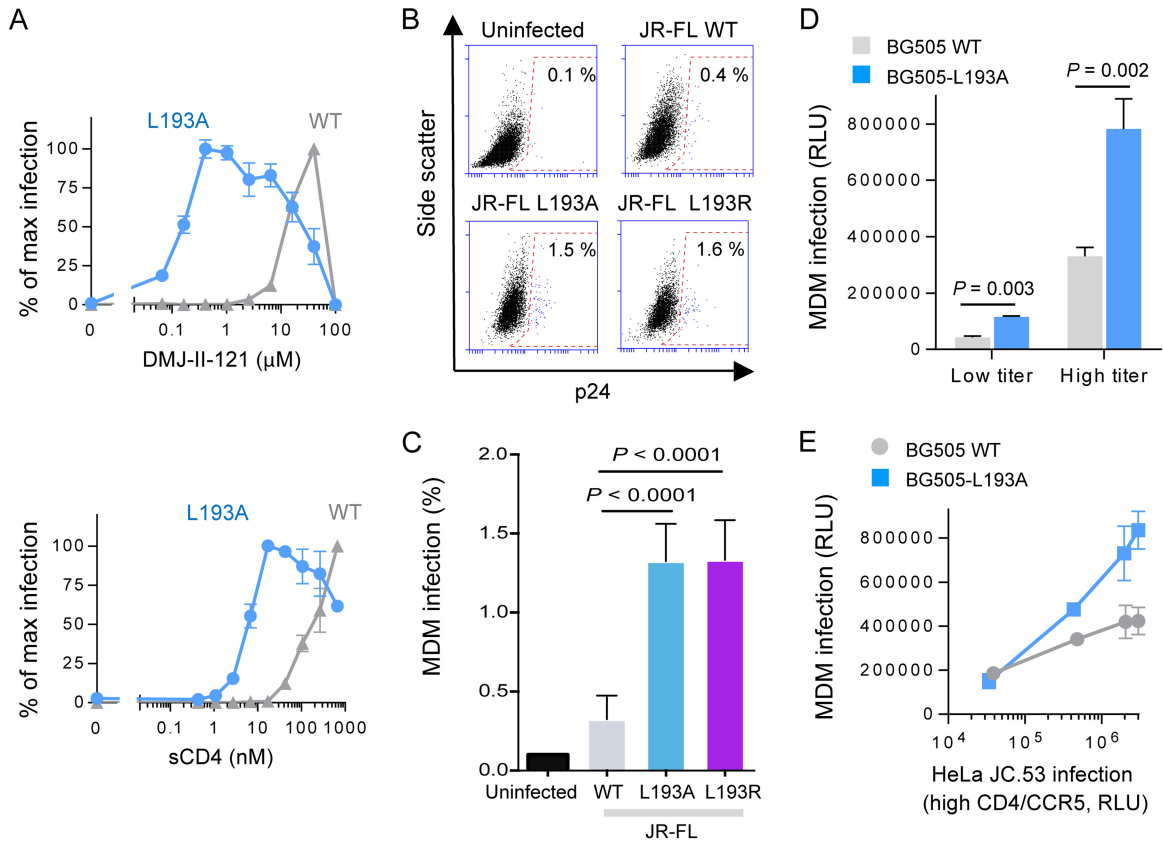 A
L193A
WT
% of max infection
100
75
50
25
0
0
0.1
1
10
100
DMJ-II-121 (μM)
L193A
WT
% of max infection
100
75
50
25
0
0
0.1
1
10
100
1000
sCD4 (nM)
B
Uninfected
JR-FL WT
0.1 %
0.4 %
Side scatter
JR-FL L193A
JR-FL L193R
1.5 %
1.6 %
p24
C
MDM infection (%)
2.0
1.5
1.0
0.5
0.0
P < 0.0001
P < 0.0001
Uninfected
WT
L193A
L193R
JR-FL
D
BG505 WT
BG505-L193A
P = 0.002
P = 0.003
MDM infection (RLU)
800000
600000
400000
200000
0
Low titer
High titer
E
BG505 WT
BG505-L193A
MDM infection (RLU)
800000
600000
400000
200000
0
10⁴
10⁵
10⁶
HeLa JC.53 infection
(high CD4/CCR5, RLU)